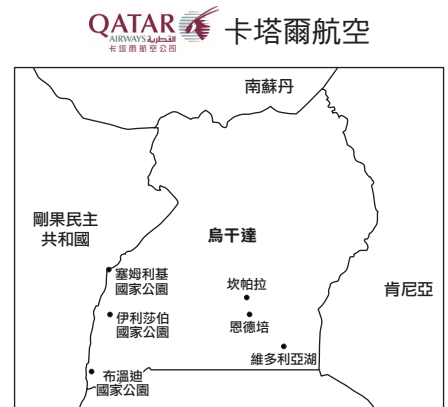 QATAR
AIRWAYS القطرية
卡塔爾航空公司
卡塔爾航空
南蘇丹
剛果民主
共和國
烏干達
肯尼亞
塞姆利基
國家公園
坎帕拉
伊利莎伯
國家公園
恩德培
維多利亞湖
布溫迪
國家公園